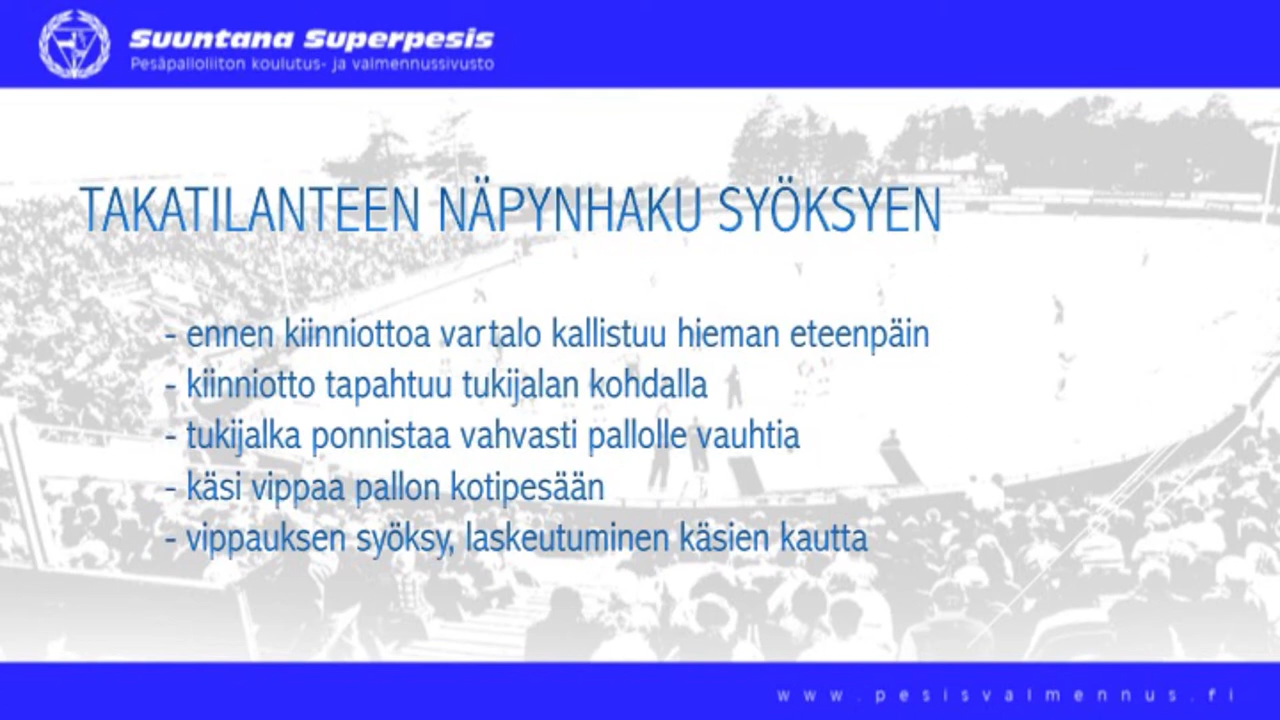 Suuntana Superpesis
Pesäpalloliiton koulutus- ja valmennussivusto
TAKATILANTEEN NÄPYNHAKU SYÖKSYEN
- ennen kiinniottoa vartalo kallistuu hieman eteenpäin
- kiinniotto tapahtuu tukijalan kohdalla
- tukijalka ponnistaa vahvasti pallolle vauhtia
- käsi vippaa pallon kotipesään
- vippauksen syöksy, laskeutuminen käsien kautta
www.pesisvalmennus.fi